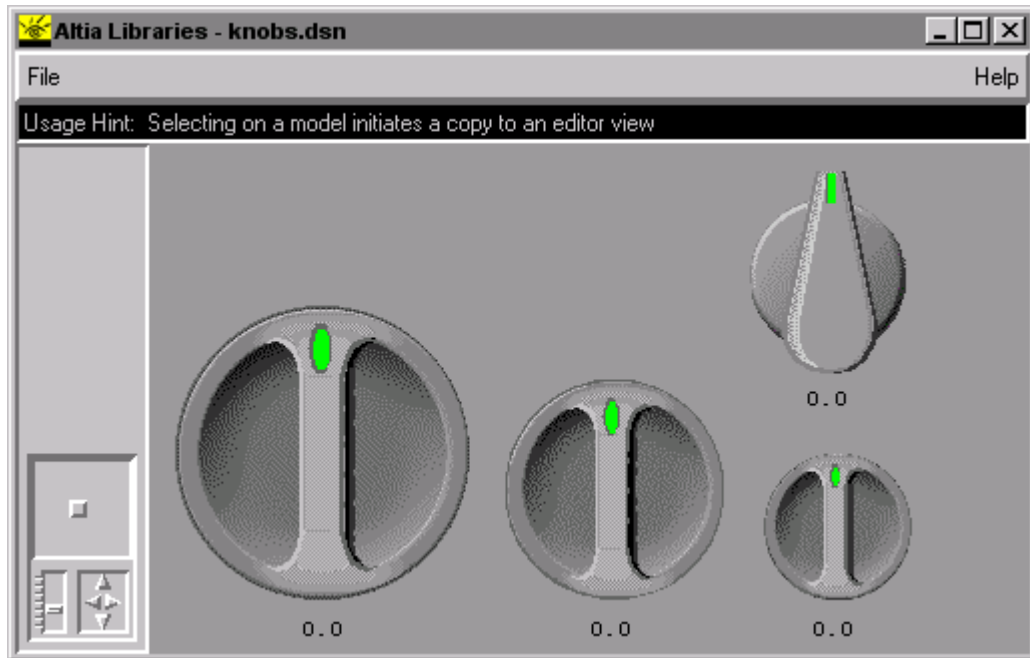 Altia Libraries - knobs.dsn
File Help
Usage Hint: Selecting on a model initiates a copy to an editor view
0.0
0.0 0.0 0.0